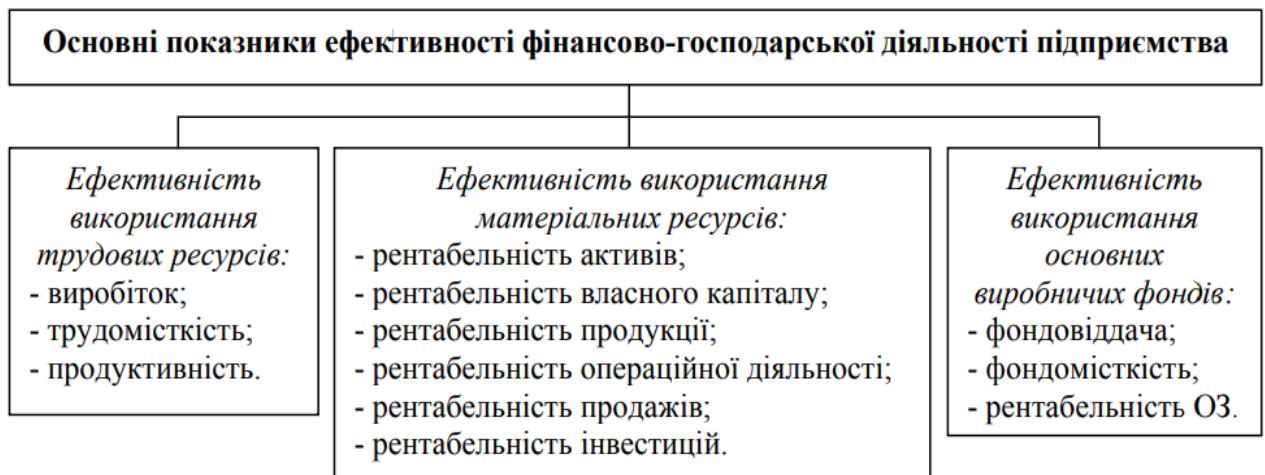 Основні показники ефективності фінансово-господарської діяльності підприємства
Ефективність
використання
трудових ресурсів:
- виробіток;
- трудомісткість;
- продуктивність.
Ефективність використання
матеріальних ресурсів:
- рентабельність активів;
- рентабельність власного капіталу;
- рентабельність продукції;
- рентабельність операційної діяльності;
- рентабельність продажів;
- рентабельність інвестицій.
Ефективність
використання
основних
виробничих фондів:
- фондовіддача;
- фондомісткість;
- рентабельність ОЗ.